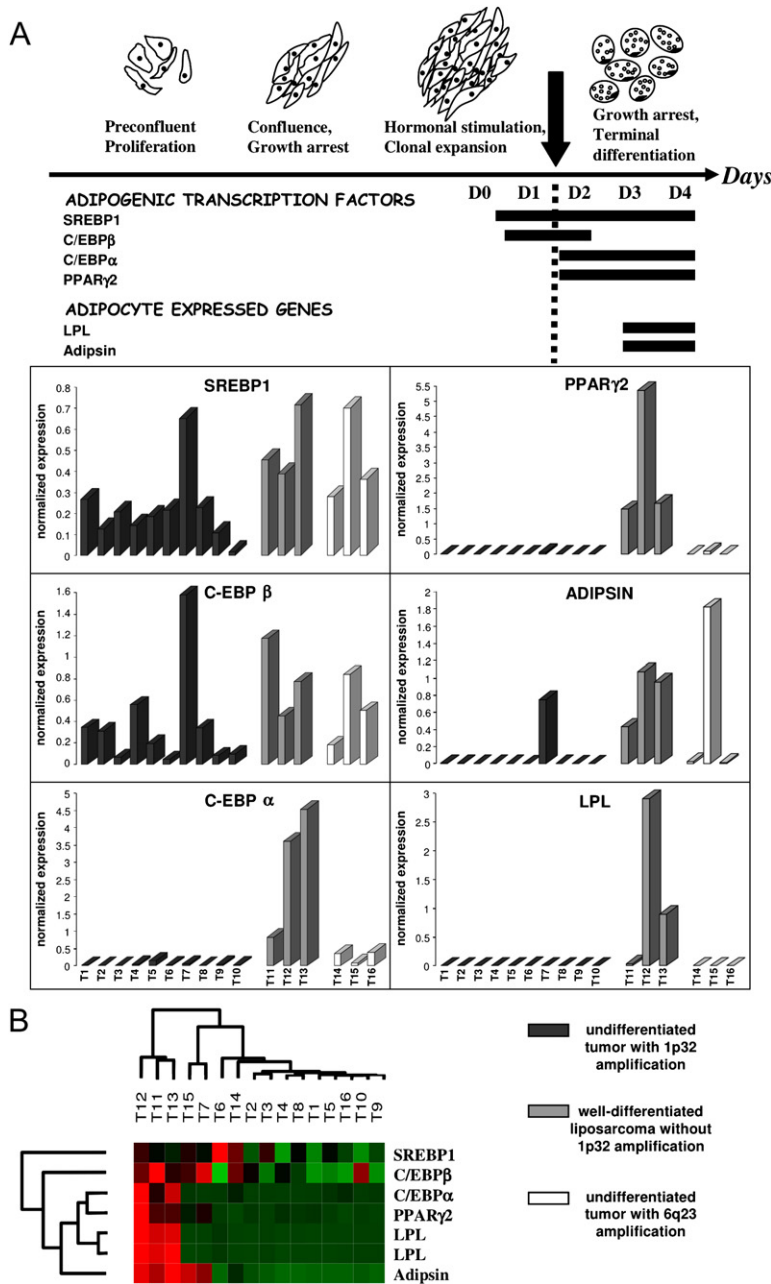 A
Preconfluent
Proliferation
Confluence,
Growth arrest
Hormonal stimulation,
Clonal expansion
Growth arrest,
Terminal
differentiation
Days
D0 D1 D2 D3 D4
ADIPOGENIC TRANSCRIPTION FACTORS
SREBP1
C/EBPβ
C/EBPα
PPARγ2
ADIPOCYTE EXPRESSED GENES
LPL
Adipsin
SREBP1
normalized expression
0.8
0.7
0.6
0.5
0.4
0.3
0.2
0.1
0
PPARγ2
normalized expression
5.5
5
4.5
4
3.5
3
2.5
2
1.5
1
0.5
0
C-EBP β
normalized expression
1.6
1.4
1.2
1
0.8
0.6
0.4
0.2
0
ADIPSIN
normalized expression
2
1.8
1.6
1.4
1.2
1
0.8
0.6
0.4
0.2
0
C-EBP α
normalized expression
5
4.5
4
3.5
3
2.5
2
1.5
1
0.5
0
T1 T2 T3 T4 T5 T6 T7 T8 T9 T10 T11 T12 T13 T14 T15 T16
LPL
normalized expression
3
2.5
2
1.5
1
0.5
0
T1 T2 T3 T4 T5 T6 T7 T8 T9 T10 T11 T12 T13 T14 T15 T16
B
T12 T11 T13 T15 T7 T6 T14 T2 T3 T4 T8 T1 T5 T16 T10 T9
SREBP1
C/EBPβ
C/EBPα
PPARγ2
LPL
LPL
Adipsin
undifferentiated
tumor with 1p32
amplification
well-differentiated
liposarcoma without
1p32 amplification
undifferentiated
tumor with 6q23
amplification